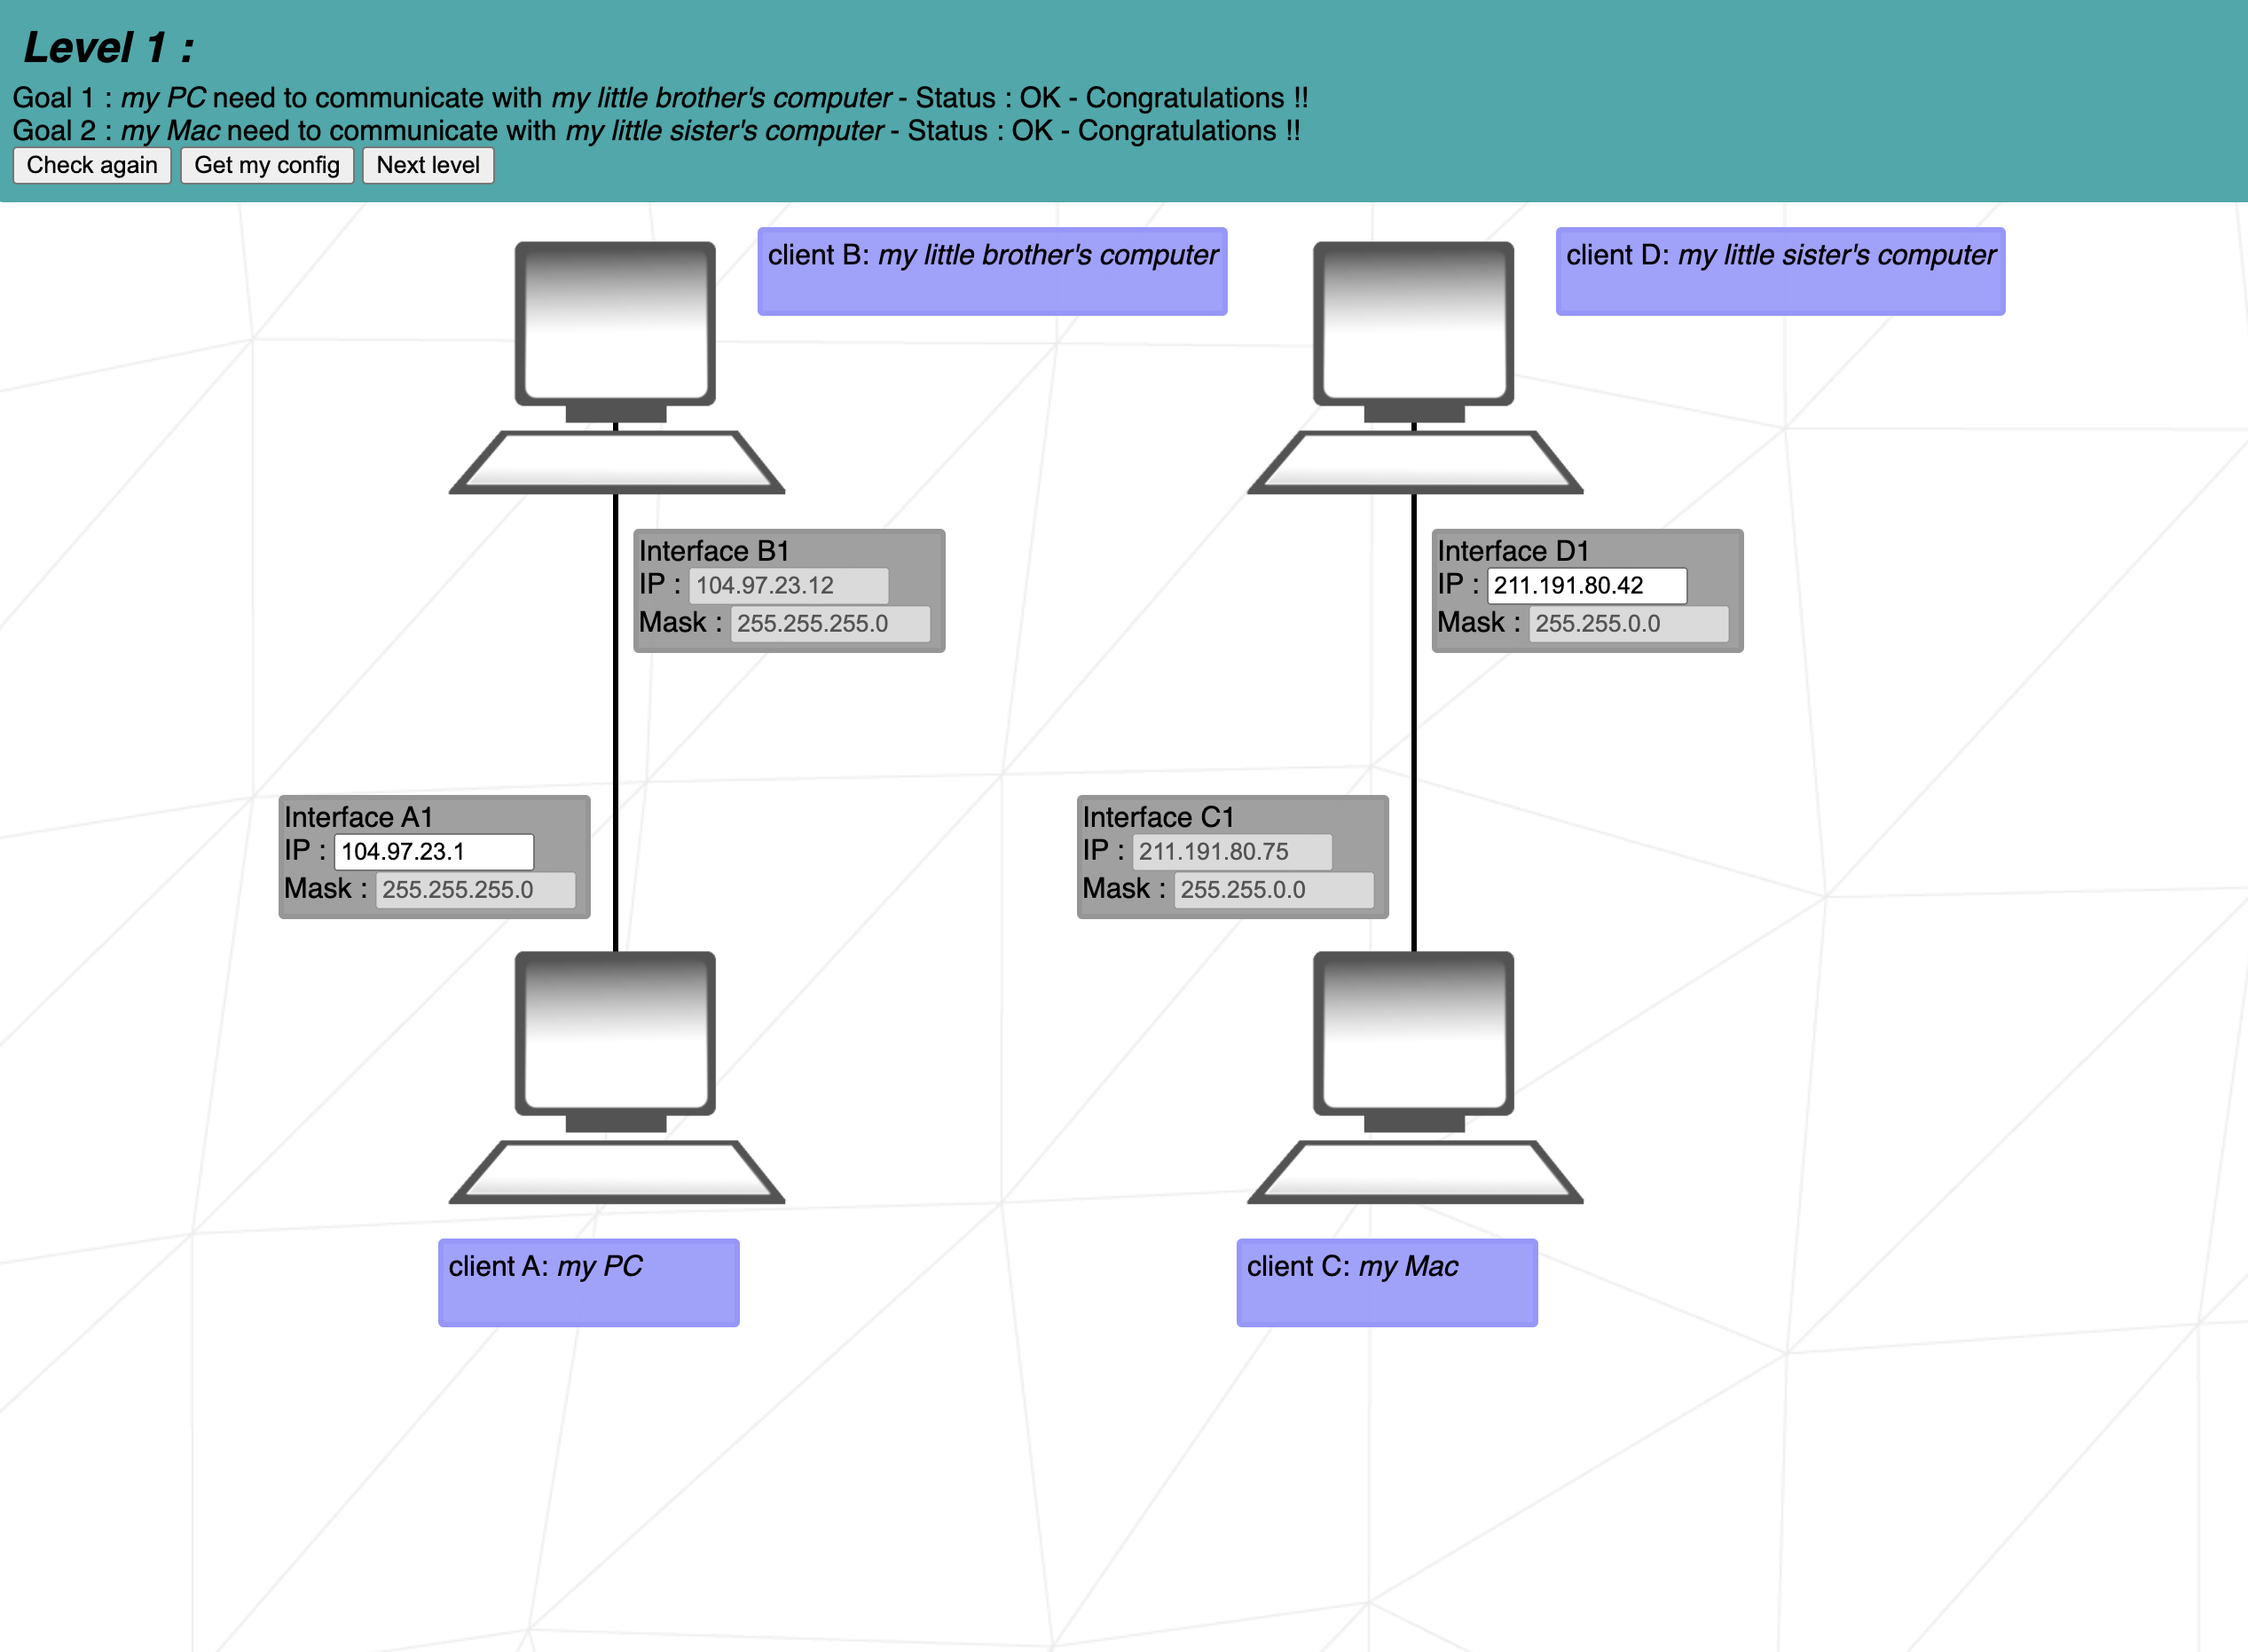 Level 1 :
Goal 1 : my PC need to communicate with my little brother's computer - Status : OK - Congratulations !!
Goal 2 : my Mac need to communicate with my little sister's computer - Status : OK - Congratulations !!
Check again Get my config Next level
client B: my little brother's computer
client D: my little sister's computer
Interface B1
IP : 104.97.23.12
Mask : 255.255.255.0
Interface D1
IP : 211.191.80.42
Mask : 255.255.0.0
Interface A1
IP : 104.97.23.1
Mask : 255.255.255.0
Interface C1
IP : 211.191.80.75
Mask : 255.255.0.0
client A: my PC
client C: my Mac